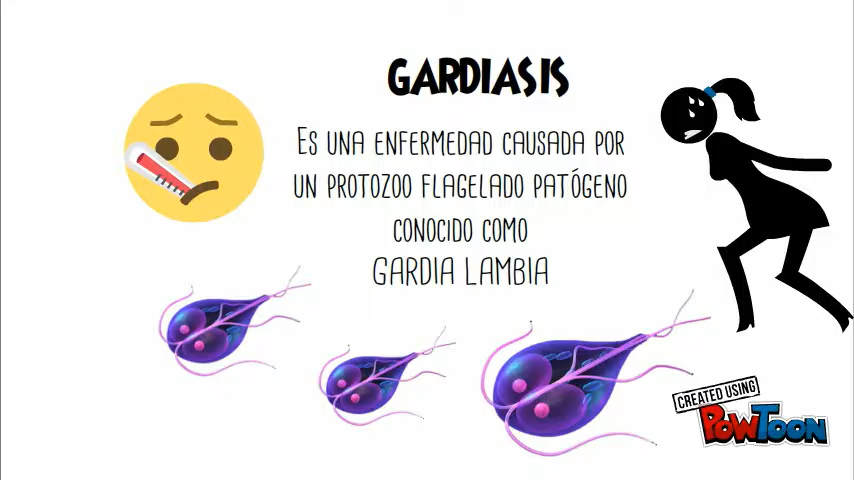 GARDIASIS
ES UNA ENFERMEDAD CAUSADA POR
UN PROTOZOO FLAGELADO PATÓGENO
CONOCIDO COMO
GARDIA LAMBIA
CREATED USING
POWTOON